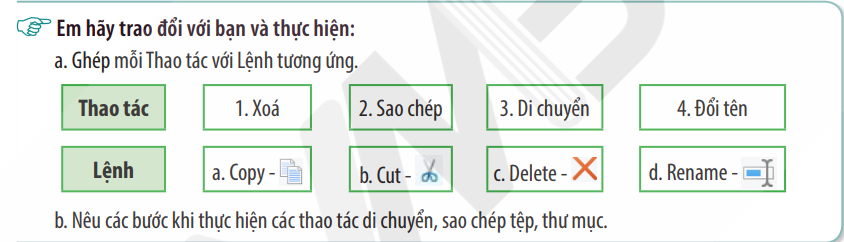 Em hãy trao đổi với bạn và thực hiện:
a. Ghép mỗi Thao tác với Lệnh tương ứng.
Thao tác 1. Xoá 2. Sao chép 3. Di chuyển 4. Đổi tên
Lệnh a. Copy - b. Cut - c. Delete - d. Rename -
b. Nêu các bước khi thực hiện các thao tác di chuyển, sao chép tệp, thư mục.